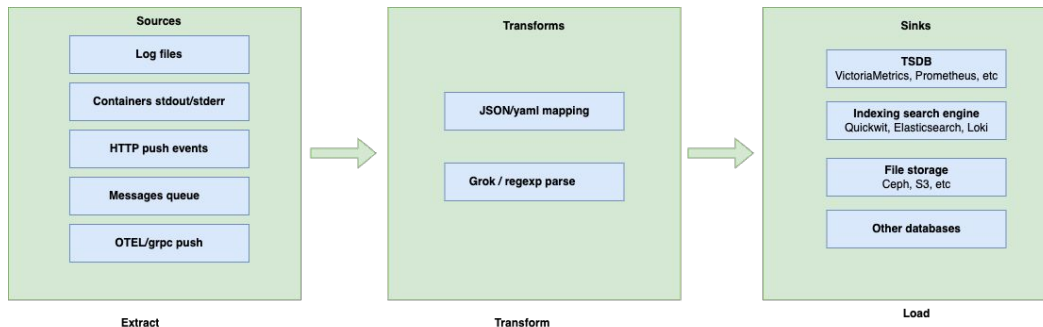 Sources
Log files
Containers stdout/stderr
HTTP push events
Messages queue
OTEL/grpc push
Extract
Transforms
JSON/yaml mapping
Grok / regexp parse
Transform
Sinks
TSDB
VictoriaMetrics, Prometheus, etc
Indexing search engine
Quickwit, Elasticsearch, Loki
File storage
Ceph, S3, etc
Other databases
Load